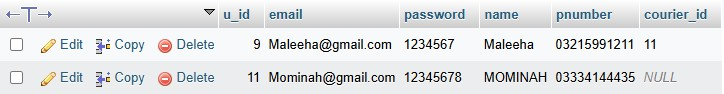 ←T→ u_id email password name pnumber courier_id
Edit Copy Delete 9 Maleeha@gmail.com 1234567 Maleeha 03215991211 11
Edit Copy Delete 11 Mominah@gmail.com 12345678 MOMINAH 03334144435 NULL